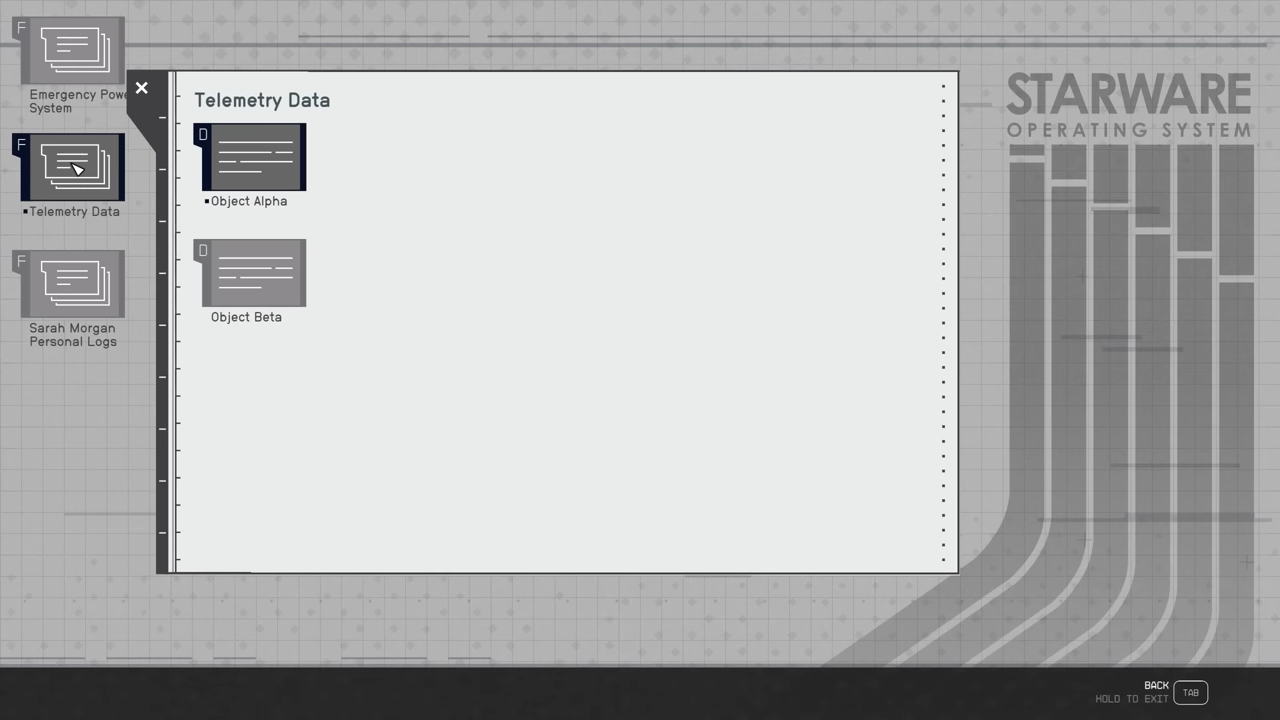 F
Emergency Powe
System
F
Telemetry Data
F
Sarah Morgan
Personal Logs
Telemetry Data
D
Object Alpha
D
Object Beta
STARWARE
OPERATING SYSTEM
BACK
HOLD TO EXIT
TAB